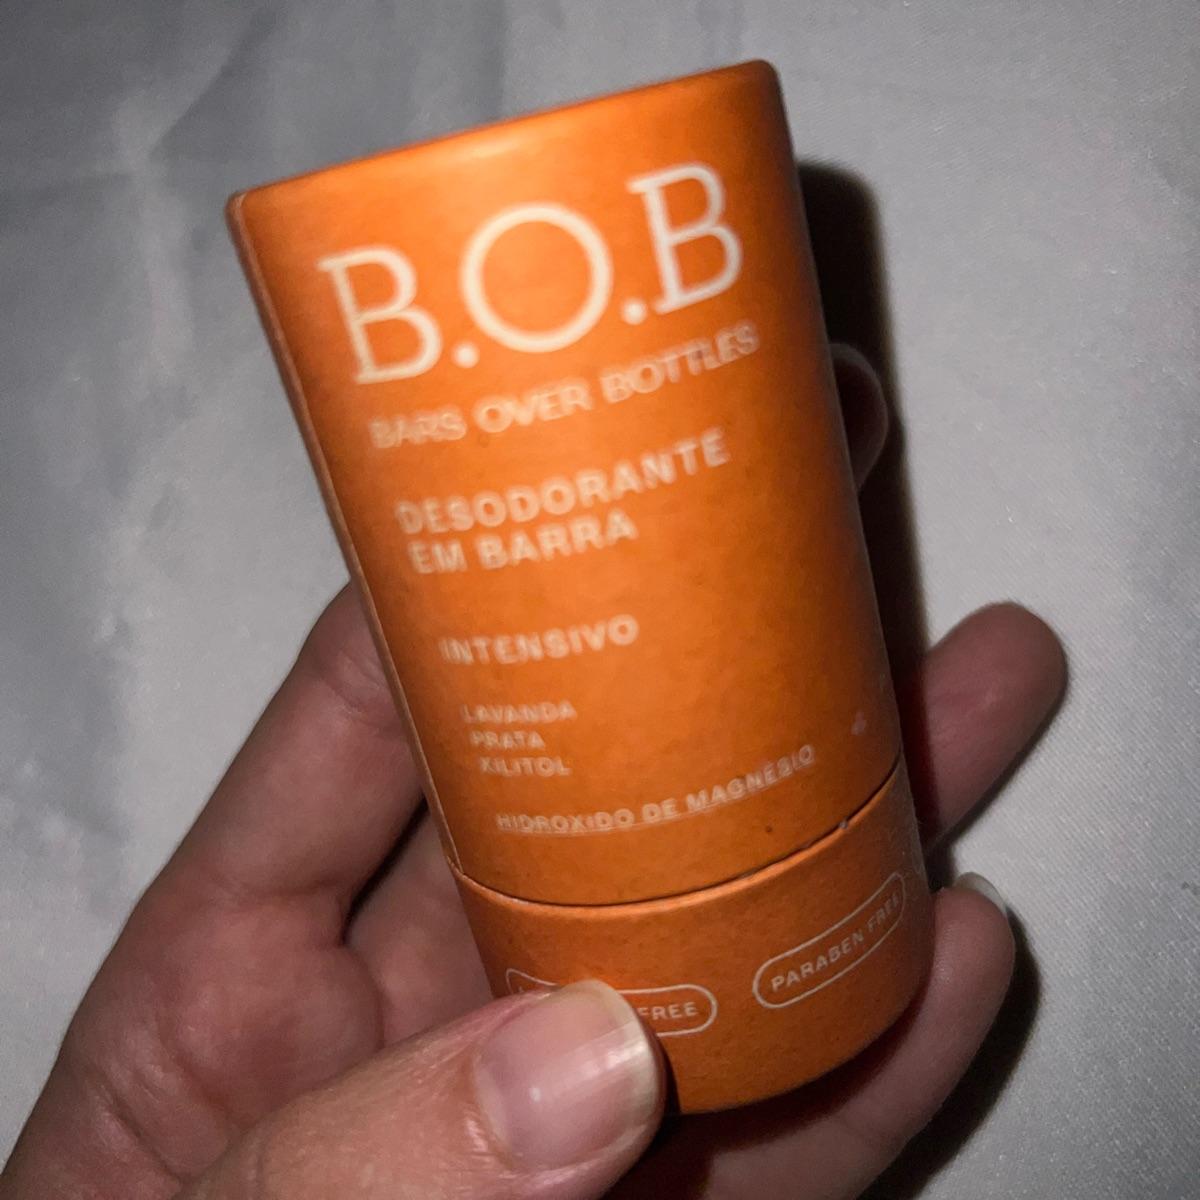 B.O.B
BARS OVER BOTTLES
DESODORANTE
EM BARRA
INTENSIVO
LAVANDA
PRATA
XILITOL
HIDROXIDO DE MAGNÉSIO
FREE
PARABEN FREE